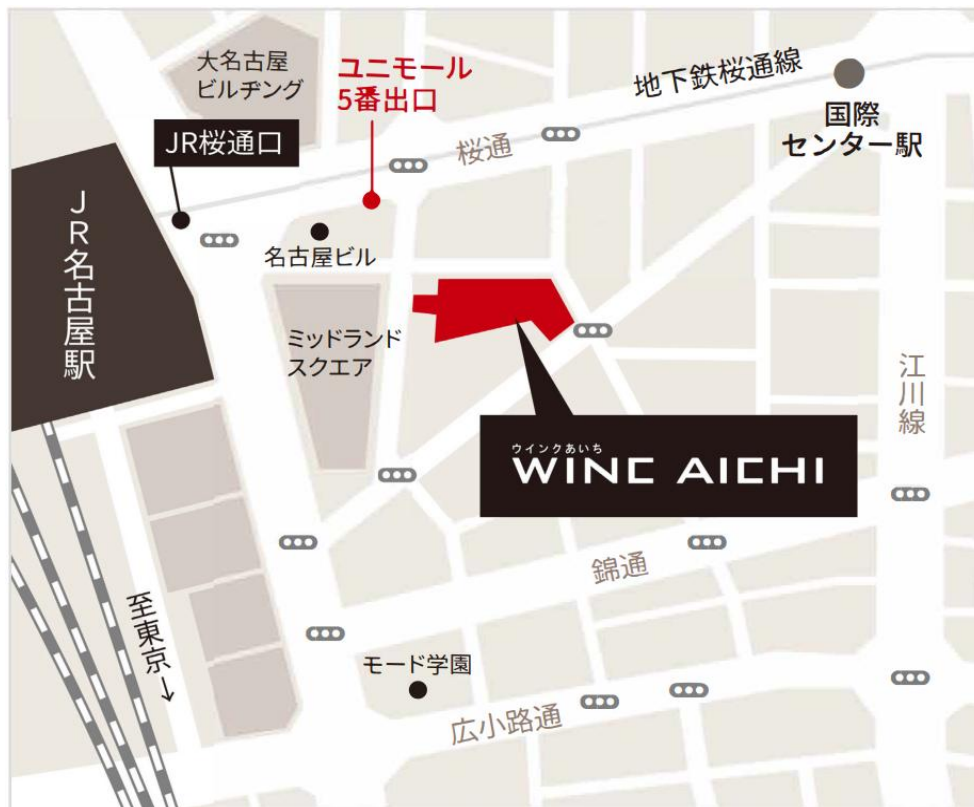 大名古屋
ビルヂング
ユニモール
5番出口
地下鉄桜通線
国際
センター駅
JR桜通口
桜通
JR名古屋駅
名古屋ビル
ミッドランド
スクエア
江川線
ウインクあいち
WINC AICHI
錦通
至東京→
モード学園
広小路通